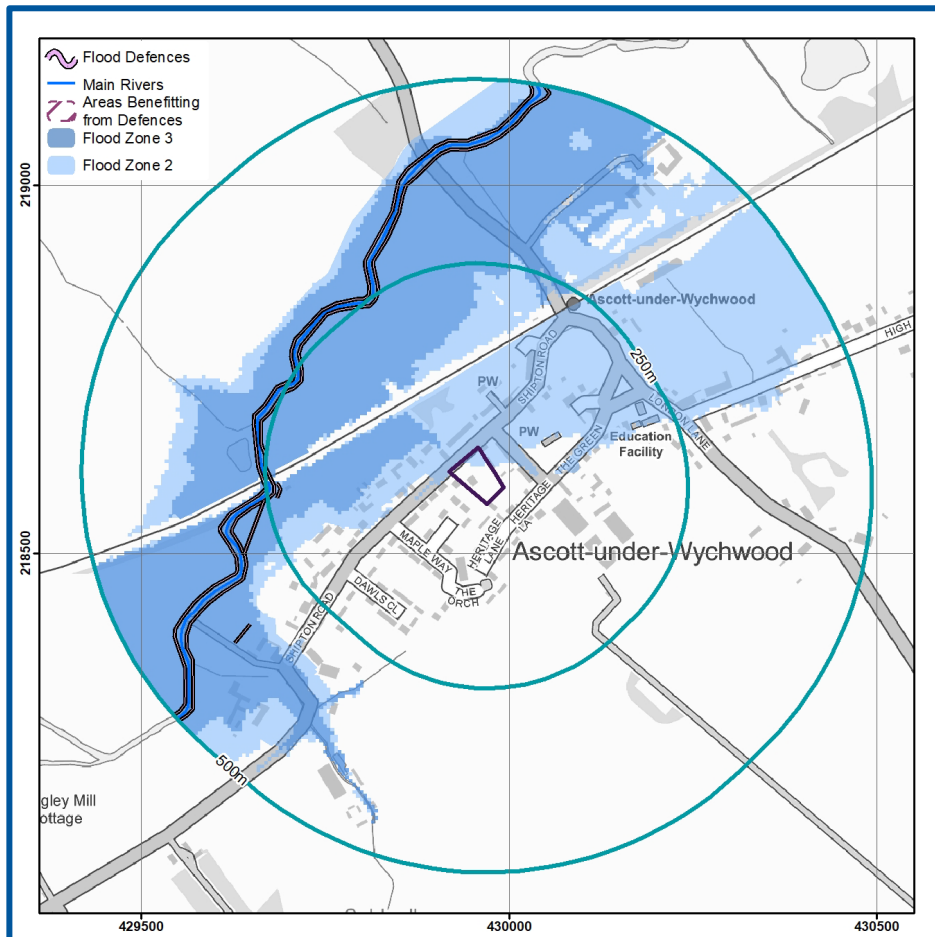 Flood Defences
Main Rivers
Areas Benefitting
from Defences
Flood Zone 3
Flood Zone 2
219000
218500
Ascott-under-Wychwood
HIGH
250m
SHIPTON ROAD
PW
PW
LONDON LANE
THE GREEN
Education
Facility
HERITAGE
LA
HERITAGE
LANE
Ascott-under-Wychwood
MAPLE WAY
THE
ORCH
DAWLS CL
SHIPTON ROAD
500m
gley Mill
ottage
429500
430000
430500